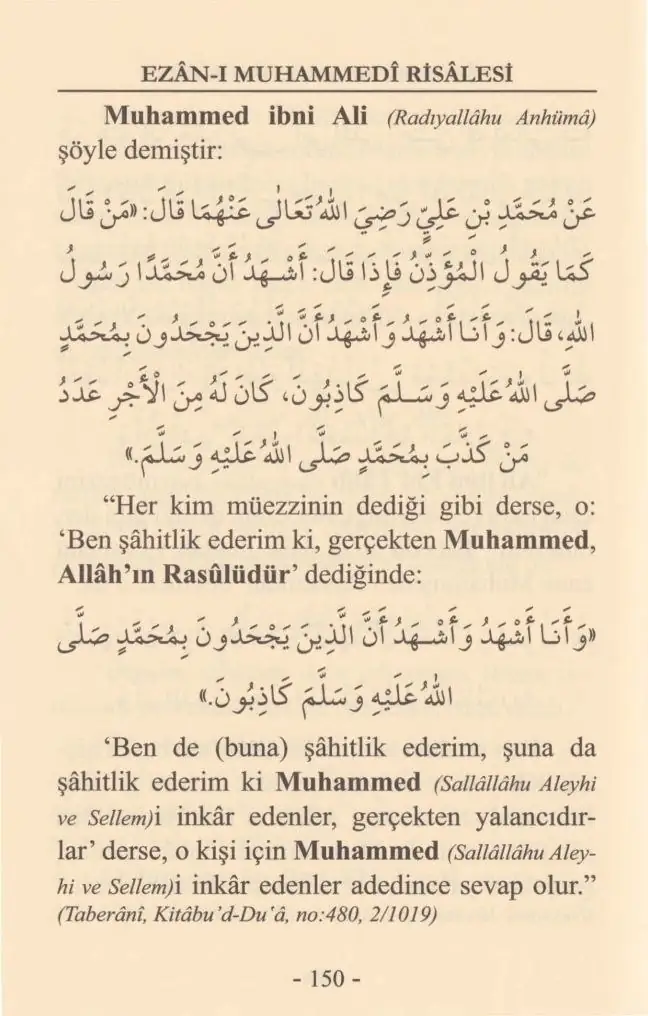 EZÂN-I MUHAMMEDÎ RİSÂLESİ
Muhammed ibni Ali (Radıyallâhu Anhümâ)
şöyle demiştir:
عَنْ مُحَمَّدِ بْنِ عَلِيٍّ رَضِيَ اللهُ تَعَالٰى عَنْهُمَا قَالَ: «مَنْ قَالَ
كَمَا يَقُولُ الْمُؤَذِّنُ فَإِذَا قَالَ: أَشْهَدُ أَنَّ مُحَمَّدًا رَسُولُ
اللهِ، قَالَ: وَأَنَا أَشْهَدُ وَأَشْهَدُ أَنَّ الَّذِينَ يَجْحَدُونَ بِمُحَمَّدٍ
صَلَّى اللهُ عَلَيْهِ وَسَلَّمَ كَاذِبُونَ، كَانَ لَهُ مِنَ الْأَجْرِ عَدَدُ
مَنْ كَذَّبَ بِمُحَمَّدٍ صَلَّى اللهُ عَلَيْهِ وَسَلَّمَ.»
“Her kim müezzinin dediği gibi derse, o:
‘Ben şâhitlik ederim ki, gerçekten Muhammed,
Allâh’ın Rasûlüdür’ dediğinde:
«وَأَنَا أَشْهَدُ وَأَشْهَدُ أَنَّ الَّذِينَ يَجْحَدُونَ بِمُحَمَّدٍ صَلَّى
اللهُ عَلَيْهِ وَسَلَّمَ كَاذِبُونَ.»
‘Ben de (buna) şâhitlik ederim, şuna da
şâhitlik ederim ki Muhammed (Sallâllâhu Aleyhi
ve Sellem)i inkâr edenler, gerçekten yalancıdır-
lar’ derse, o kişi için Muhammed (Sallâllâhu Aley-
hi ve Sellem)i inkâr edenler adedince sevap olur.”
(Taberânî, Kitâbu’d-Du‘â, no:480, 2/1019)
- 150 -